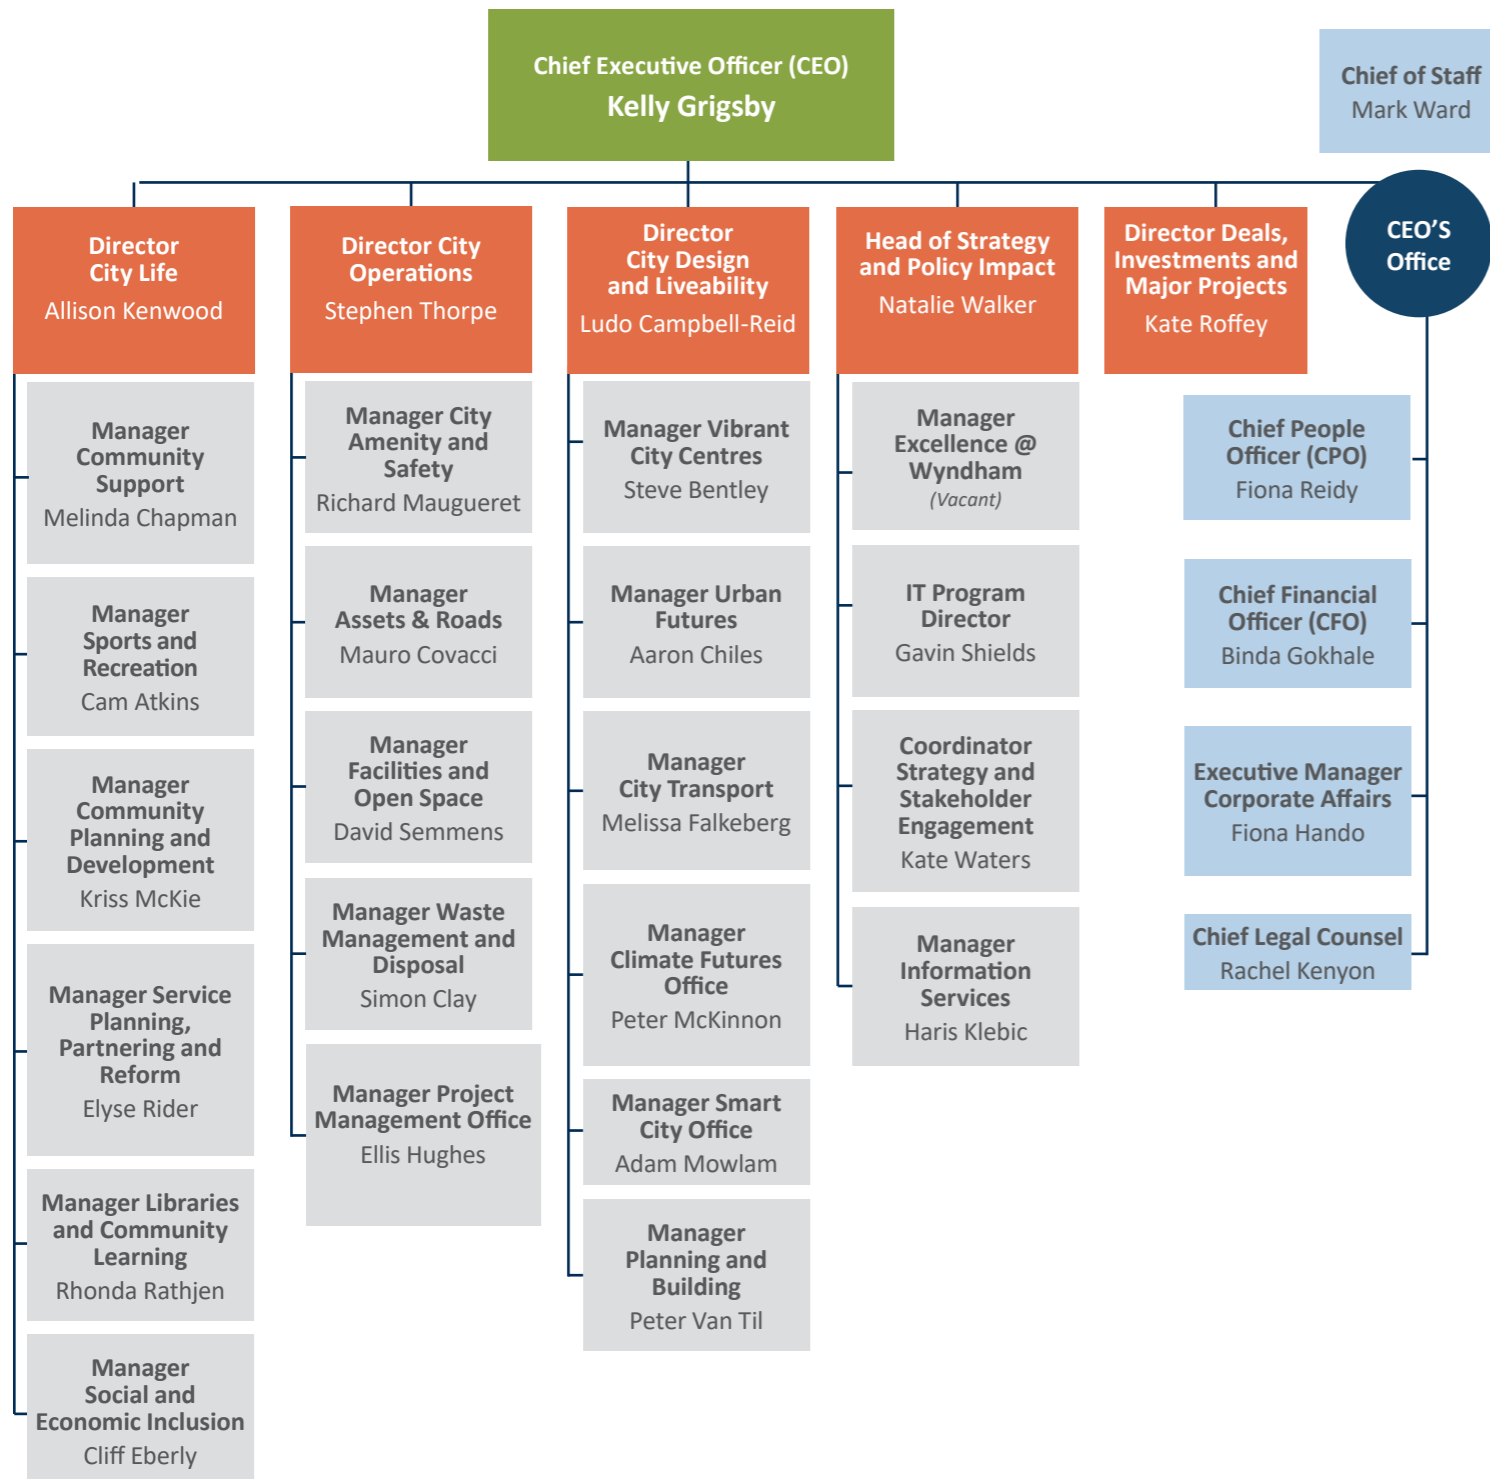 Chief Executive Officer (CEO)
Kelly Grigsby
Chief of Staff
Mark Ward
CEO’S
Office
Director
City Life
Allison Kenwood
Manager
Community
Support
Melinda Chapman
Manager
Sports and
Recreation
Cam Atkins
Manager
Community
Planning and
Development
Kriss McKie
Manager Service
Planning,
Partnering and
Reform
Elyse Rider
Manager Libraries
and Community
Learning
Rhonda Rathjen
Manager
Social and
Economic Inclusion
Cliff Eberly
Director City
Operations
Stephen Thorpe
Manager City
Amenity and
Safety
Richard Maugueret
Manager
Assets & Roads
Mauro Covacci
Manager
Facilities and
Open Space
David Semmens
Manager Waste
Management and
Disposal
Simon Clay
Manager Project
Management Office
Ellis Hughes
Director
City Design
and Liveability
Ludo Campbell-Reid
Manager Vibrant
City Centres
Steve Bentley
Manager Urban
Futures
Aaron Chiles
Manager
City Transport
Melissa Falkeberg
Manager
Climate Futures
Office
Peter McKinnon
Manager Smart
City Office
Adam Mowlam
Manager
Planning and
Building
Peter Van Til
Head of Strategy
and Policy Impact
Natalie Walker
Manager
Excellence @
Wyndham
(Vacant)
IT Program
Director
Gavin Shields
Coordinator
Strategy and
Stakeholder
Engagement
Kate Waters
Manager
Information
Services
Haris Klebic
Director Deals,
Investments and
Major Projects
Kate Roffey
Chief People
Officer (CPO)
Fiona Reidy
Chief Financial
Officer (CFO)
Binda Gokhale
Executive Manager
Corporate Affairs
Fiona Hando
Chief Legal Counsel
Rachel Kenyon